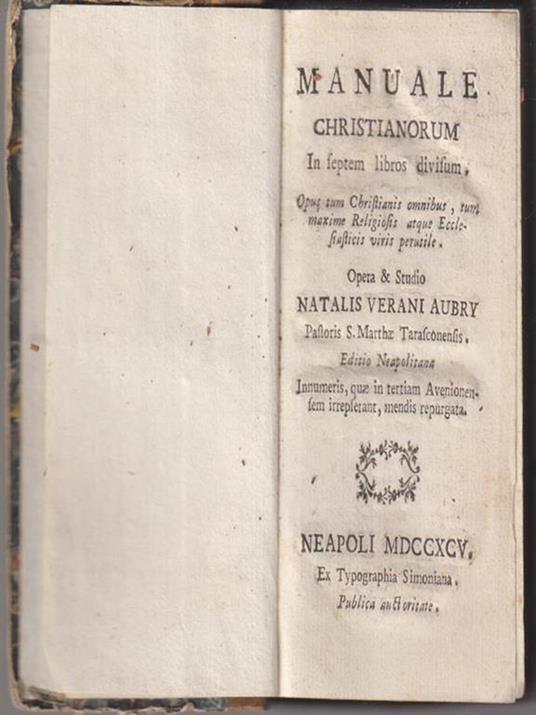 MANUALE
CHRISTIANORUM
In ſeptem libros diviſum.
Opus tum Chriſtianis omnibus, tum
maxime Religioſis atque Eccle-
ſiaſticis viris perutile.
Opera & Studio
NATALIS VERANI AUBRY
Paſtoris S. Marthæ Taraſconenſis.
Editio Neapolitana
Innumeris, quæ in tertiam Avenionen-
ſem irrepſerant, mendis repurgata.
NEAPOLI MDCCXCV.
Ex Typographia Simoniana.
Publica auctoritate.